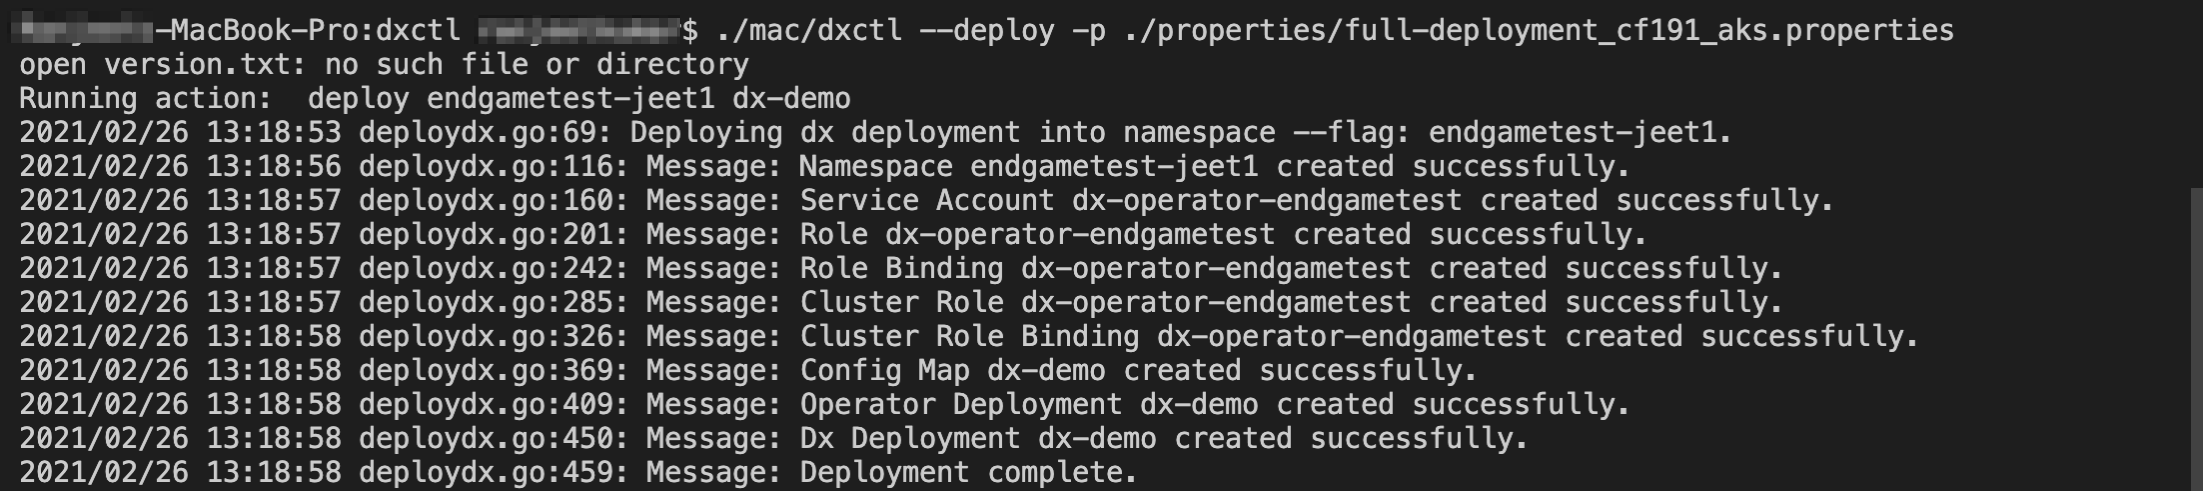 -MacBook-Pro:dxctl $ ./mac/dxctl --deploy -p ./properties/full-deployment_cf191_aks.properties
open version.txt: no such file or directory
Running action:  deploy endgametest-jeet1 dx-demo
2021/02/26 13:18:53 deploydx.go:69: Deploying dx deployment into namespace --flag: endgametest-jeet1.
2021/02/26 13:18:56 deploydx.go:116: Message: Namespace endgametest-jeet1 created successfully.
2021/02/26 13:18:57 deploydx.go:160: Message: Service Account dx-operator-endgametest created successfully.
2021/02/26 13:18:57 deploydx.go:201: Message: Role dx-operator-endgametest created successfully.
2021/02/26 13:18:57 deploydx.go:242: Message: Role Binding dx-operator-endgametest created successfully.
2021/02/26 13:18:57 deploydx.go:285: Message: Cluster Role dx-operator-endgametest created successfully.
2021/02/26 13:18:58 deploydx.go:326: Message: Cluster Role Binding dx-operator-endgametest created successfully.
2021/02/26 13:18:58 deploydx.go:369: Message: Config Map dx-demo created successfully.
2021/02/26 13:18:58 deploydx.go:409: Message: Operator Deployment dx-demo created successfully.
2021/02/26 13:18:58 deploydx.go:450: Message: Dx Deployment dx-demo created successfully.
2021/02/26 13:18:58 deploydx.go:459: Message: Deployment complete.